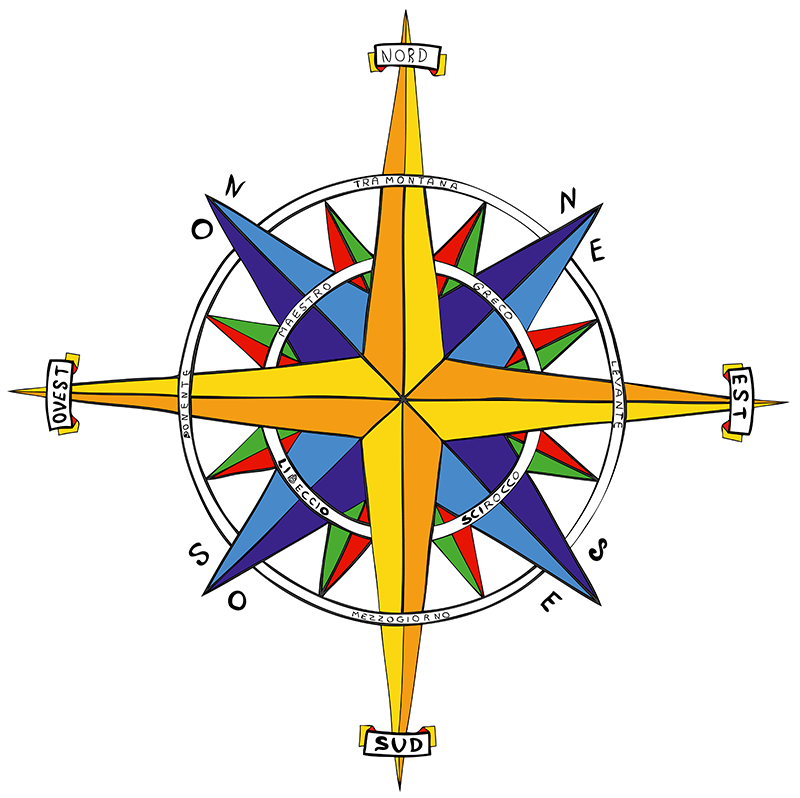 NORD
TRAMONTANA
N
O
N
E
MAESTRO
GRECO
OVEST
PONENTE
LEVANTE
EST
LIBECCIO
SCIROCCO
S
O
S
E
MEZZOGIORNO
SUD